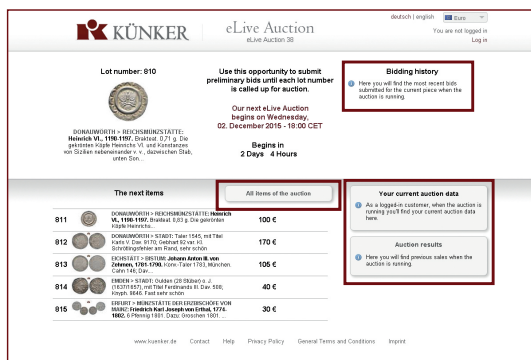 deutsch | english Euro
KÜNKER
eLive Auction
eLive Auction 38
You are not logged in
Log in
Lot number: 810
DONAUWÖRTH > REICHSMÜNZSTÄTTE:
Heinrich VI., 1190-1197. Brakteat. 0,71 g. Die
gekrönten Köpfe Heinrichs VI. und Konstanzes
von Sizilien nebeneinander v. v., dazwischen Stab,
unten Son...
Use this opportunity to submit
preliminary bids until each lot number
is called up for auction.
Our next eLive Auction
begins on Wednesday,
02. December 2015 - 18:00 CET
Begins in
2 Days 4 Hours
Bidding history
Here you will find the most recent bids
submitted for the current piece when the
auction is running.
The next items
All items of the auction
811 DONAUWÖRTH > REICHSMÜNZSTÄTTE: Heinrich
VI., 1190-1197. Brakteat. 0,83 g. Die gekrönten
Köpfe Heinrichs...
100 €
812 DONAUWÖRTH > STADT: Taler 1545, mit Titel
Karls V. Dav. 9170; Gebhart 92 var. Kl.
Schrötlingsfehler am Rand, sehr schön
170 €
813 EICHSTÄTT > BISTUM: Johann Anton III. von
Zehmen, 1781-1790. Konv.-Taler 1783, München.
Cahn 146; Dav....
105 €
814 EMDEN > STADT: Gulden (28 Stüber) o. J.
(1637/1657), mit Titel Ferdinands III. Dav. 508;
Knyph. 9646. Fast sehr schön
40 €
815 ERFURT > MÜNZSTÄTTE DER ERZBISCHÖFE VON
MAINZ: Friedrich Karl Joseph von Erthal, 1774-
1802. 6 Pfennig 1801. Dazu: Groschen 1801. ...
30 €
Your current auction data
As a logged-in customer, when the auction is
running you'll find your current auction data
here.
Auction results
Here you will find previous sales when the
auction is running.
www.kuenker.de Contact Help Privacy Policy General Terms and Conditions Imprint